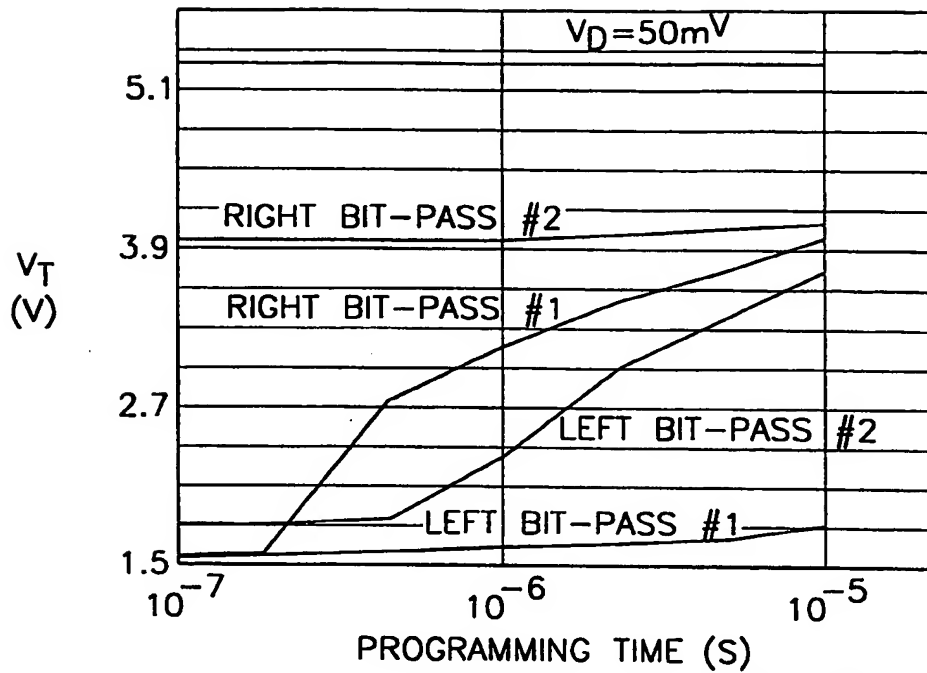 V_D=50mV
5.1
RIGHT BIT-PASS #2
3.9
V_T
(V)
RIGHT BIT-PASS #1
2.7
LEFT BIT-PASS #2
LEFT BIT-PASS #1
1.5
10^-7 10^-6 10^-5
PROGRAMMING TIME (S)